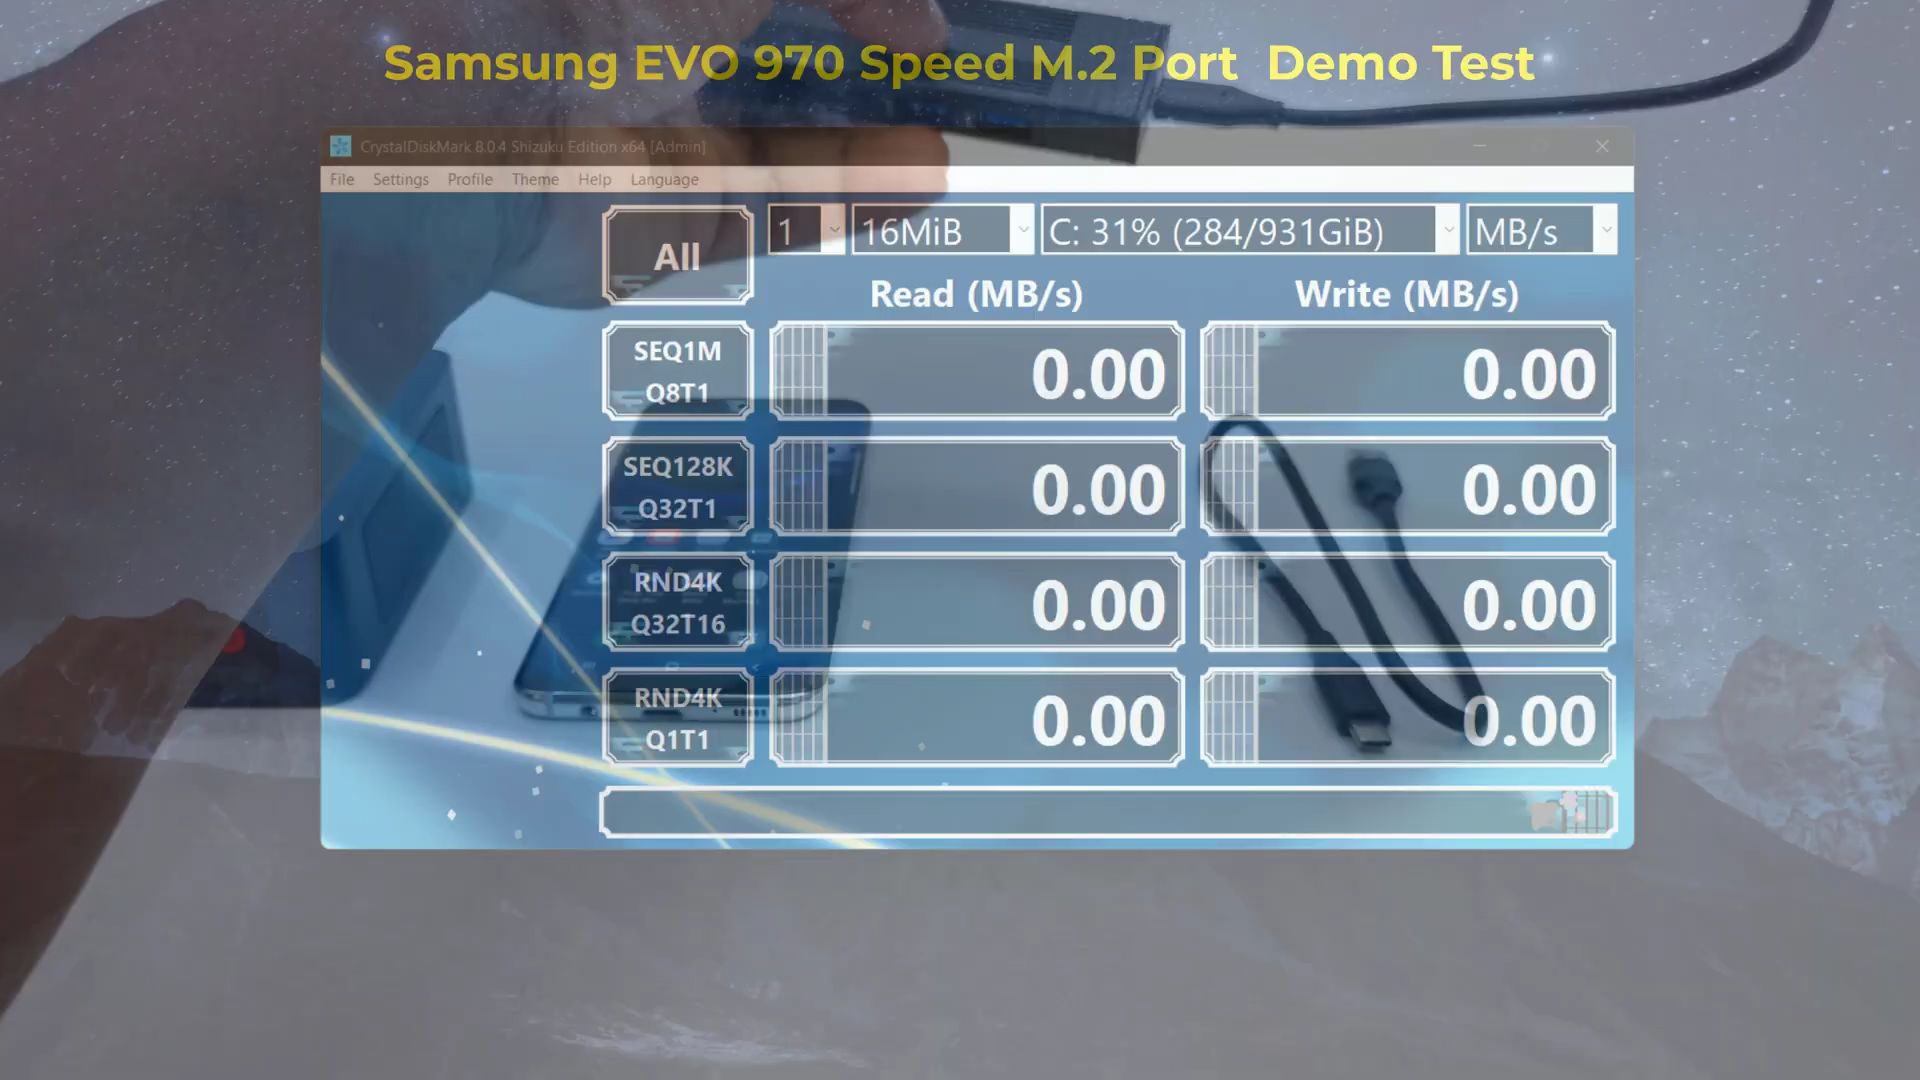 Samsung EVO 970 Speed M.2 Port Demo Test
CrystalDiskMark 8.0.4 Shizuku Edition x64 [Admin]
File Settings Profile Theme Help Language
All 1 16MiB C: 31% (284/931GiB) MB/s
Read (MB/s) Write (MB/s)
SEQ1M
Q8T1
0.00 0.00
SEQ128K
Q32T1
0.00 0.00
RND4K
Q32T16
0.00 0.00
RND4K
Q1T1
0.00 0.00